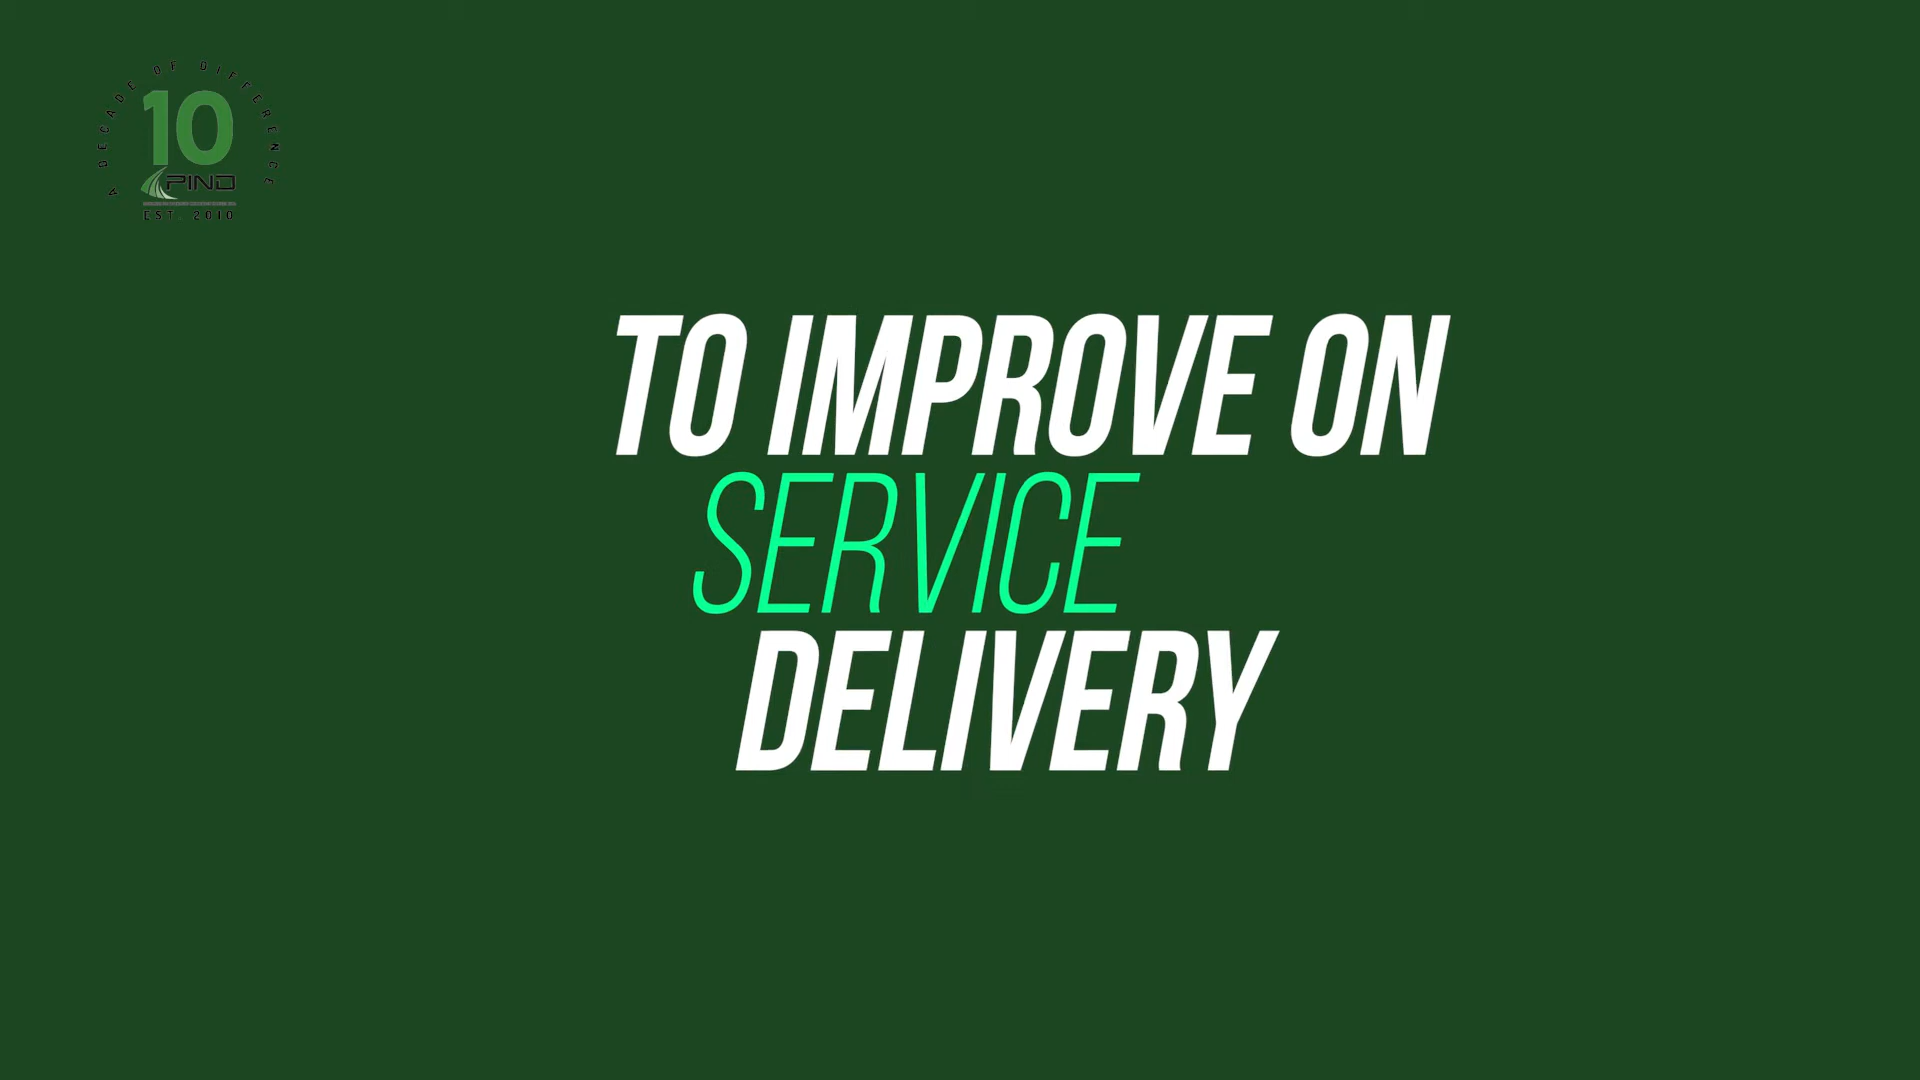 A DECADE OF DIFFERENCE
10
PIND
EST. 2010
TO IMPROVE ON
SERVICE
DELIVERY